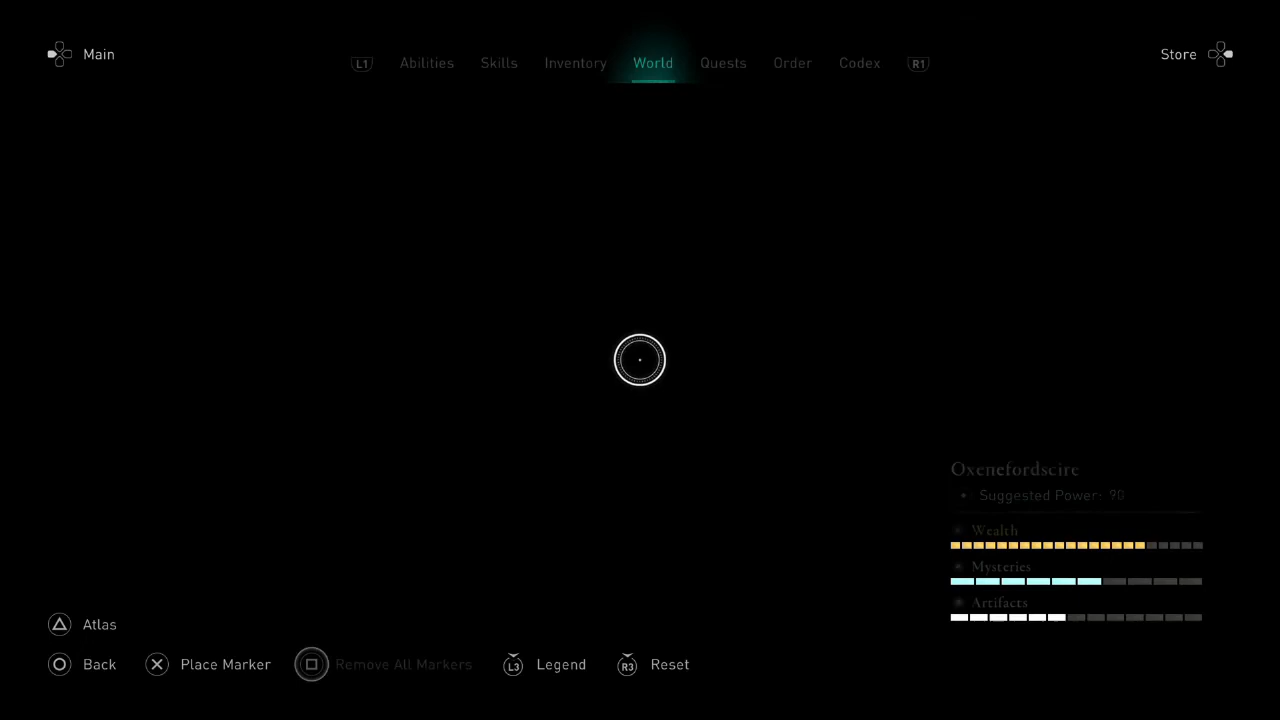 Main
L1 Abilities Skills Inventory World Quests Order Codex R1
Store
Oxenefordscire
Suggested Power: 90
Wealth
Mysteries
Artifacts
Atlas
Back Place Marker Remove All Markers L3 Legend R3 Reset